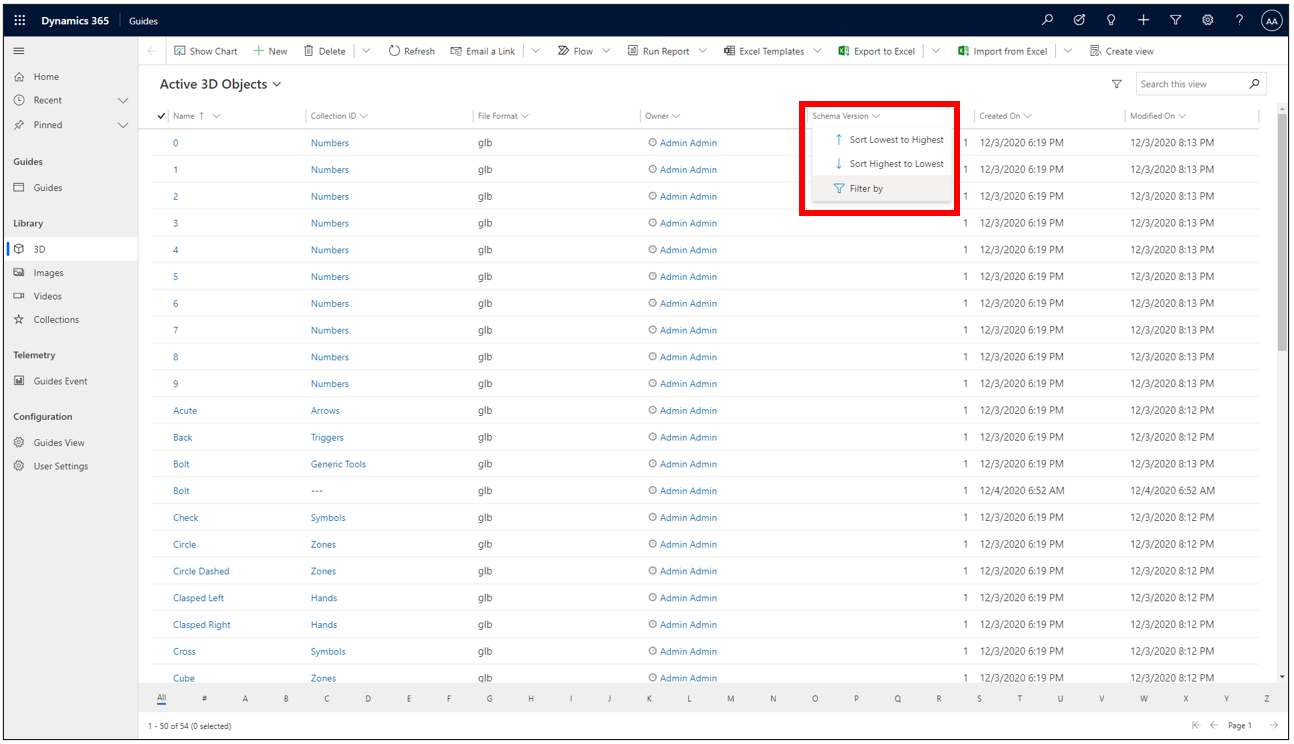 Dynamics 365 Guides AA
Show Chart New Delete Refresh Email a Link Flow Run Report Excel Templates Export to Excel Import from Excel Create view
Home
Recent
Pinned
Guides
Guides
Library
3D
Images
Videos
Collections
Telemetry
Guides Event
Configuration
Guides View
User Settings
Active 3D Objects Search this view
Name Collection ID File Format Owner Schema Version Created On Modified On
Sort Lowest to Highest
Sort Highest to Lowest
Filter by
0 Numbers glb Admin Admin 1 12/3/2020 6:19 PM 12/3/2020 8:13 PM
1 Numbers glb Admin Admin 1 12/3/2020 6:19 PM 12/3/2020 8:13 PM
2 Numbers glb Admin Admin 1 12/3/2020 6:19 PM 12/3/2020 8:13 PM
3 Numbers glb Admin Admin 1 12/3/2020 6:19 PM 12/3/2020 8:13 PM
4 Numbers glb Admin Admin 1 12/3/2020 6:19 PM 12/3/2020 8:13 PM
5 Numbers glb Admin Admin 1 12/3/2020 6:19 PM 12/3/2020 8:13 PM
6 Numbers glb Admin Admin 1 12/3/2020 6:19 PM 12/3/2020 8:13 PM
7 Numbers glb Admin Admin 1 12/3/2020 6:19 PM 12/3/2020 8:13 PM
8 Numbers glb Admin Admin 1 12/3/2020 6:19 PM 12/3/2020 8:13 PM
9 Numbers glb Admin Admin 1 12/3/2020 6:19 PM 12/3/2020 8:13 PM
Acute Arrows glb Admin Admin 1 12/3/2020 6:19 PM 12/3/2020 8:12 PM
Back Triggers glb Admin Admin 1 12/3/2020 6:19 PM 12/3/2020 8:12 PM
Bolt Generic Tools glb Admin Admin 1 12/3/2020 6:19 PM 12/3/2020 8:13 PM
Bolt --- glb Admin Admin 1 12/4/2020 6:52 AM 12/4/2020 6:52 AM
Check Symbols glb Admin Admin 1 12/3/2020 6:19 PM 12/3/2020 8:12 PM
Circle Zones glb Admin Admin 1 12/3/2020 6:19 PM 12/3/2020 8:12 PM
Circle Dashed Zones glb Admin Admin 1 12/3/2020 6:19 PM 12/3/2020 8:12 PM
Clasped Left Hands glb Admin Admin 1 12/3/2020 6:19 PM 12/3/2020 8:12 PM
Clasped Right Hands glb Admin Admin 1 12/3/2020 6:19 PM 12/3/2020 8:12 PM
Cross Symbols glb Admin Admin 1 12/3/2020 6:19 PM 12/3/2020 8:12 PM
Cube Zones glb Admin Admin 1 12/3/2020 6:19 PM 12/3/2020 8:12 PM
All # A B C D E F G H I J K L M N O P Q R S T U V W X Y Z
1 - 50 of 54 (0 selected) Page 1